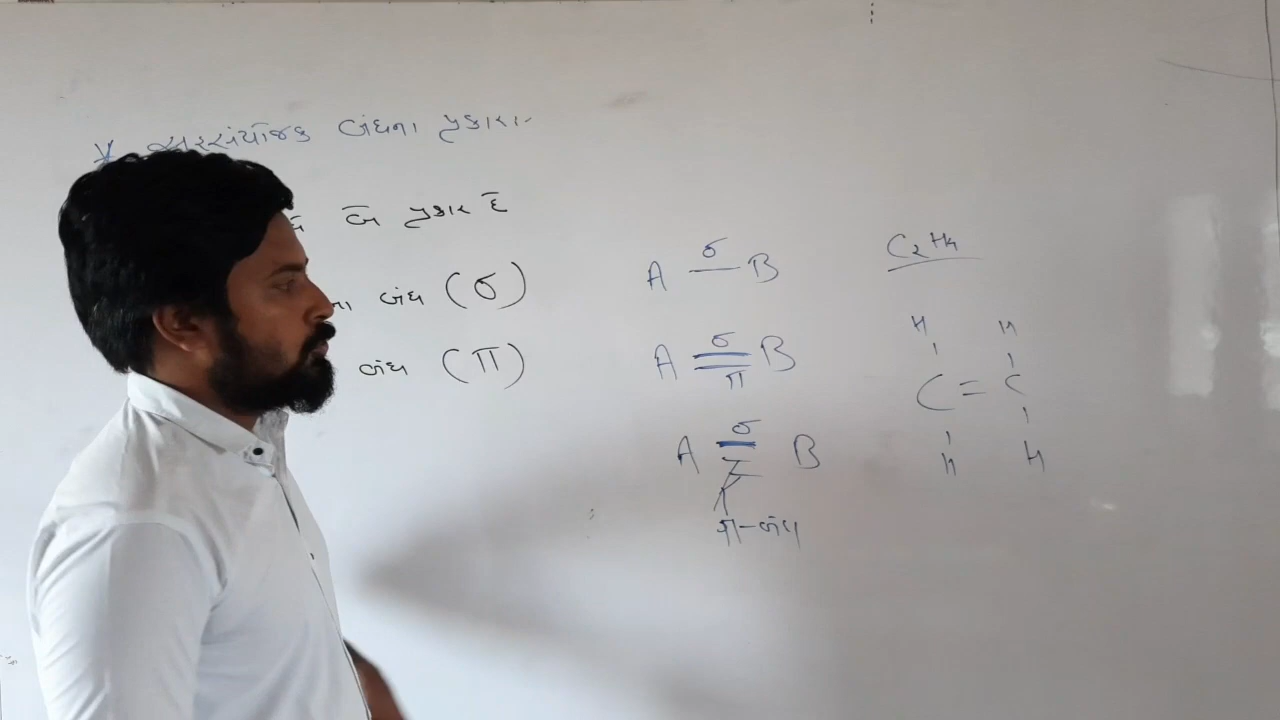 * સહસંયોજક બંધના પ્રકારો:-
બે પ્રકાર છે
બંધ (σ)
બંધ (π)
A σ B
A σ π B
A σ B
π-બંધ
C₂H₄
H H
C = C
H H